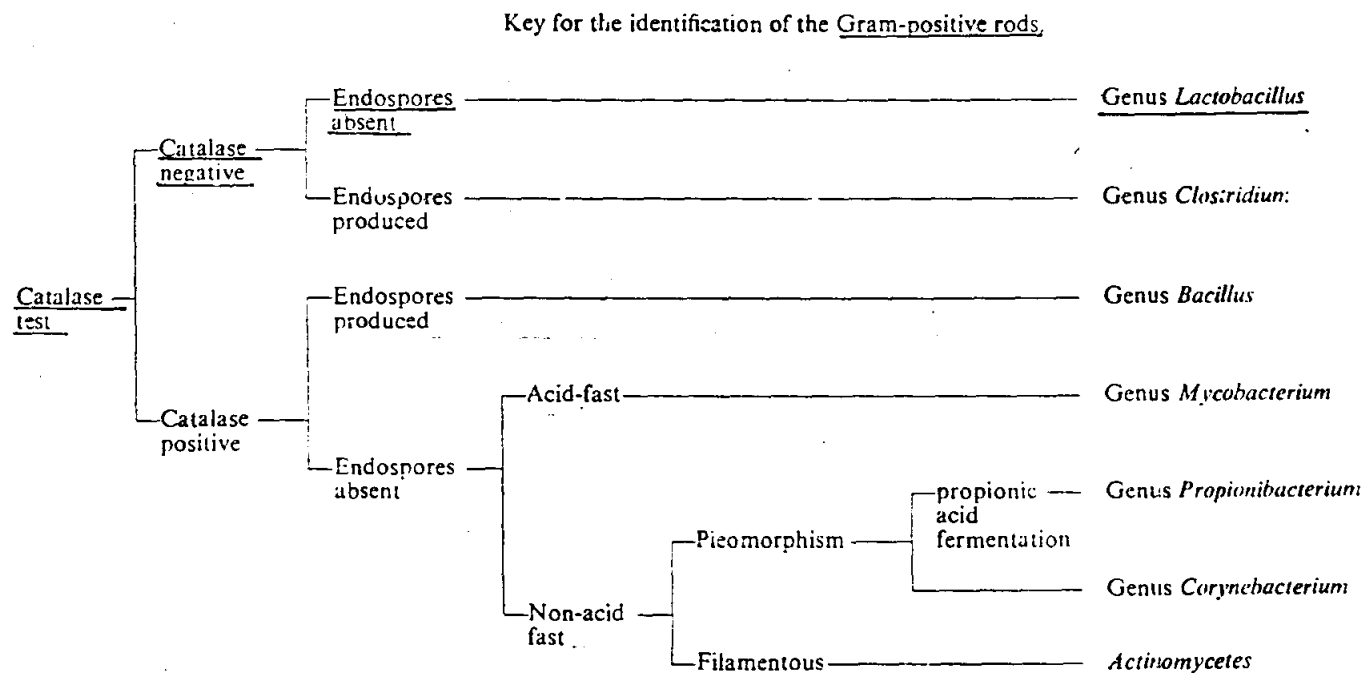 Key for the identification of the Gram-positive rods,
Endospores
absent
Genus Lactobacillus
Catalase
negative
Endospores
produced
Genus Clostridium:
Catalase
test
Endospores
produced
Genus Bacillus
Catalase
positive
Acid-fast
Genus Mycobacterium
Endospores
absent
Pleomorphism
propionic
acid
fermentation
Genus Propionibacterium
Genus Corynebacterium
Non-acid
fast
Filamentous
Actinomycetes